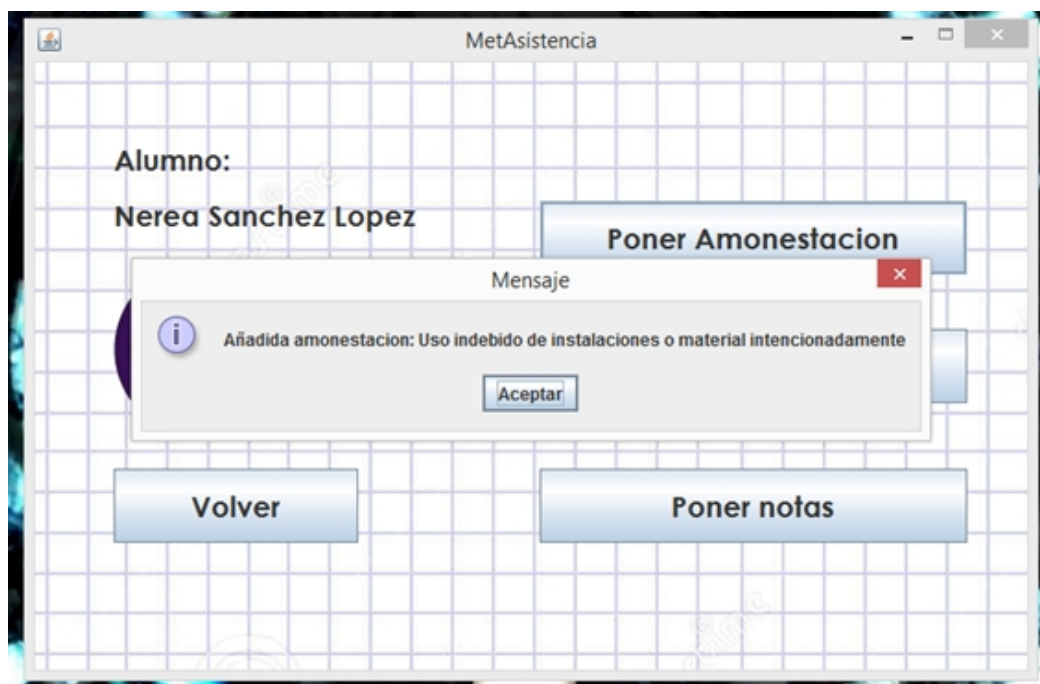 MetAsistencia
Alumno:
Nerea Sanchez Lopez
Poner Amonestacion
Mensaje
i
Añadida amonestacion: Uso indebido de instalaciones o material intencionadamente
Aceptar
Volver
Poner notas